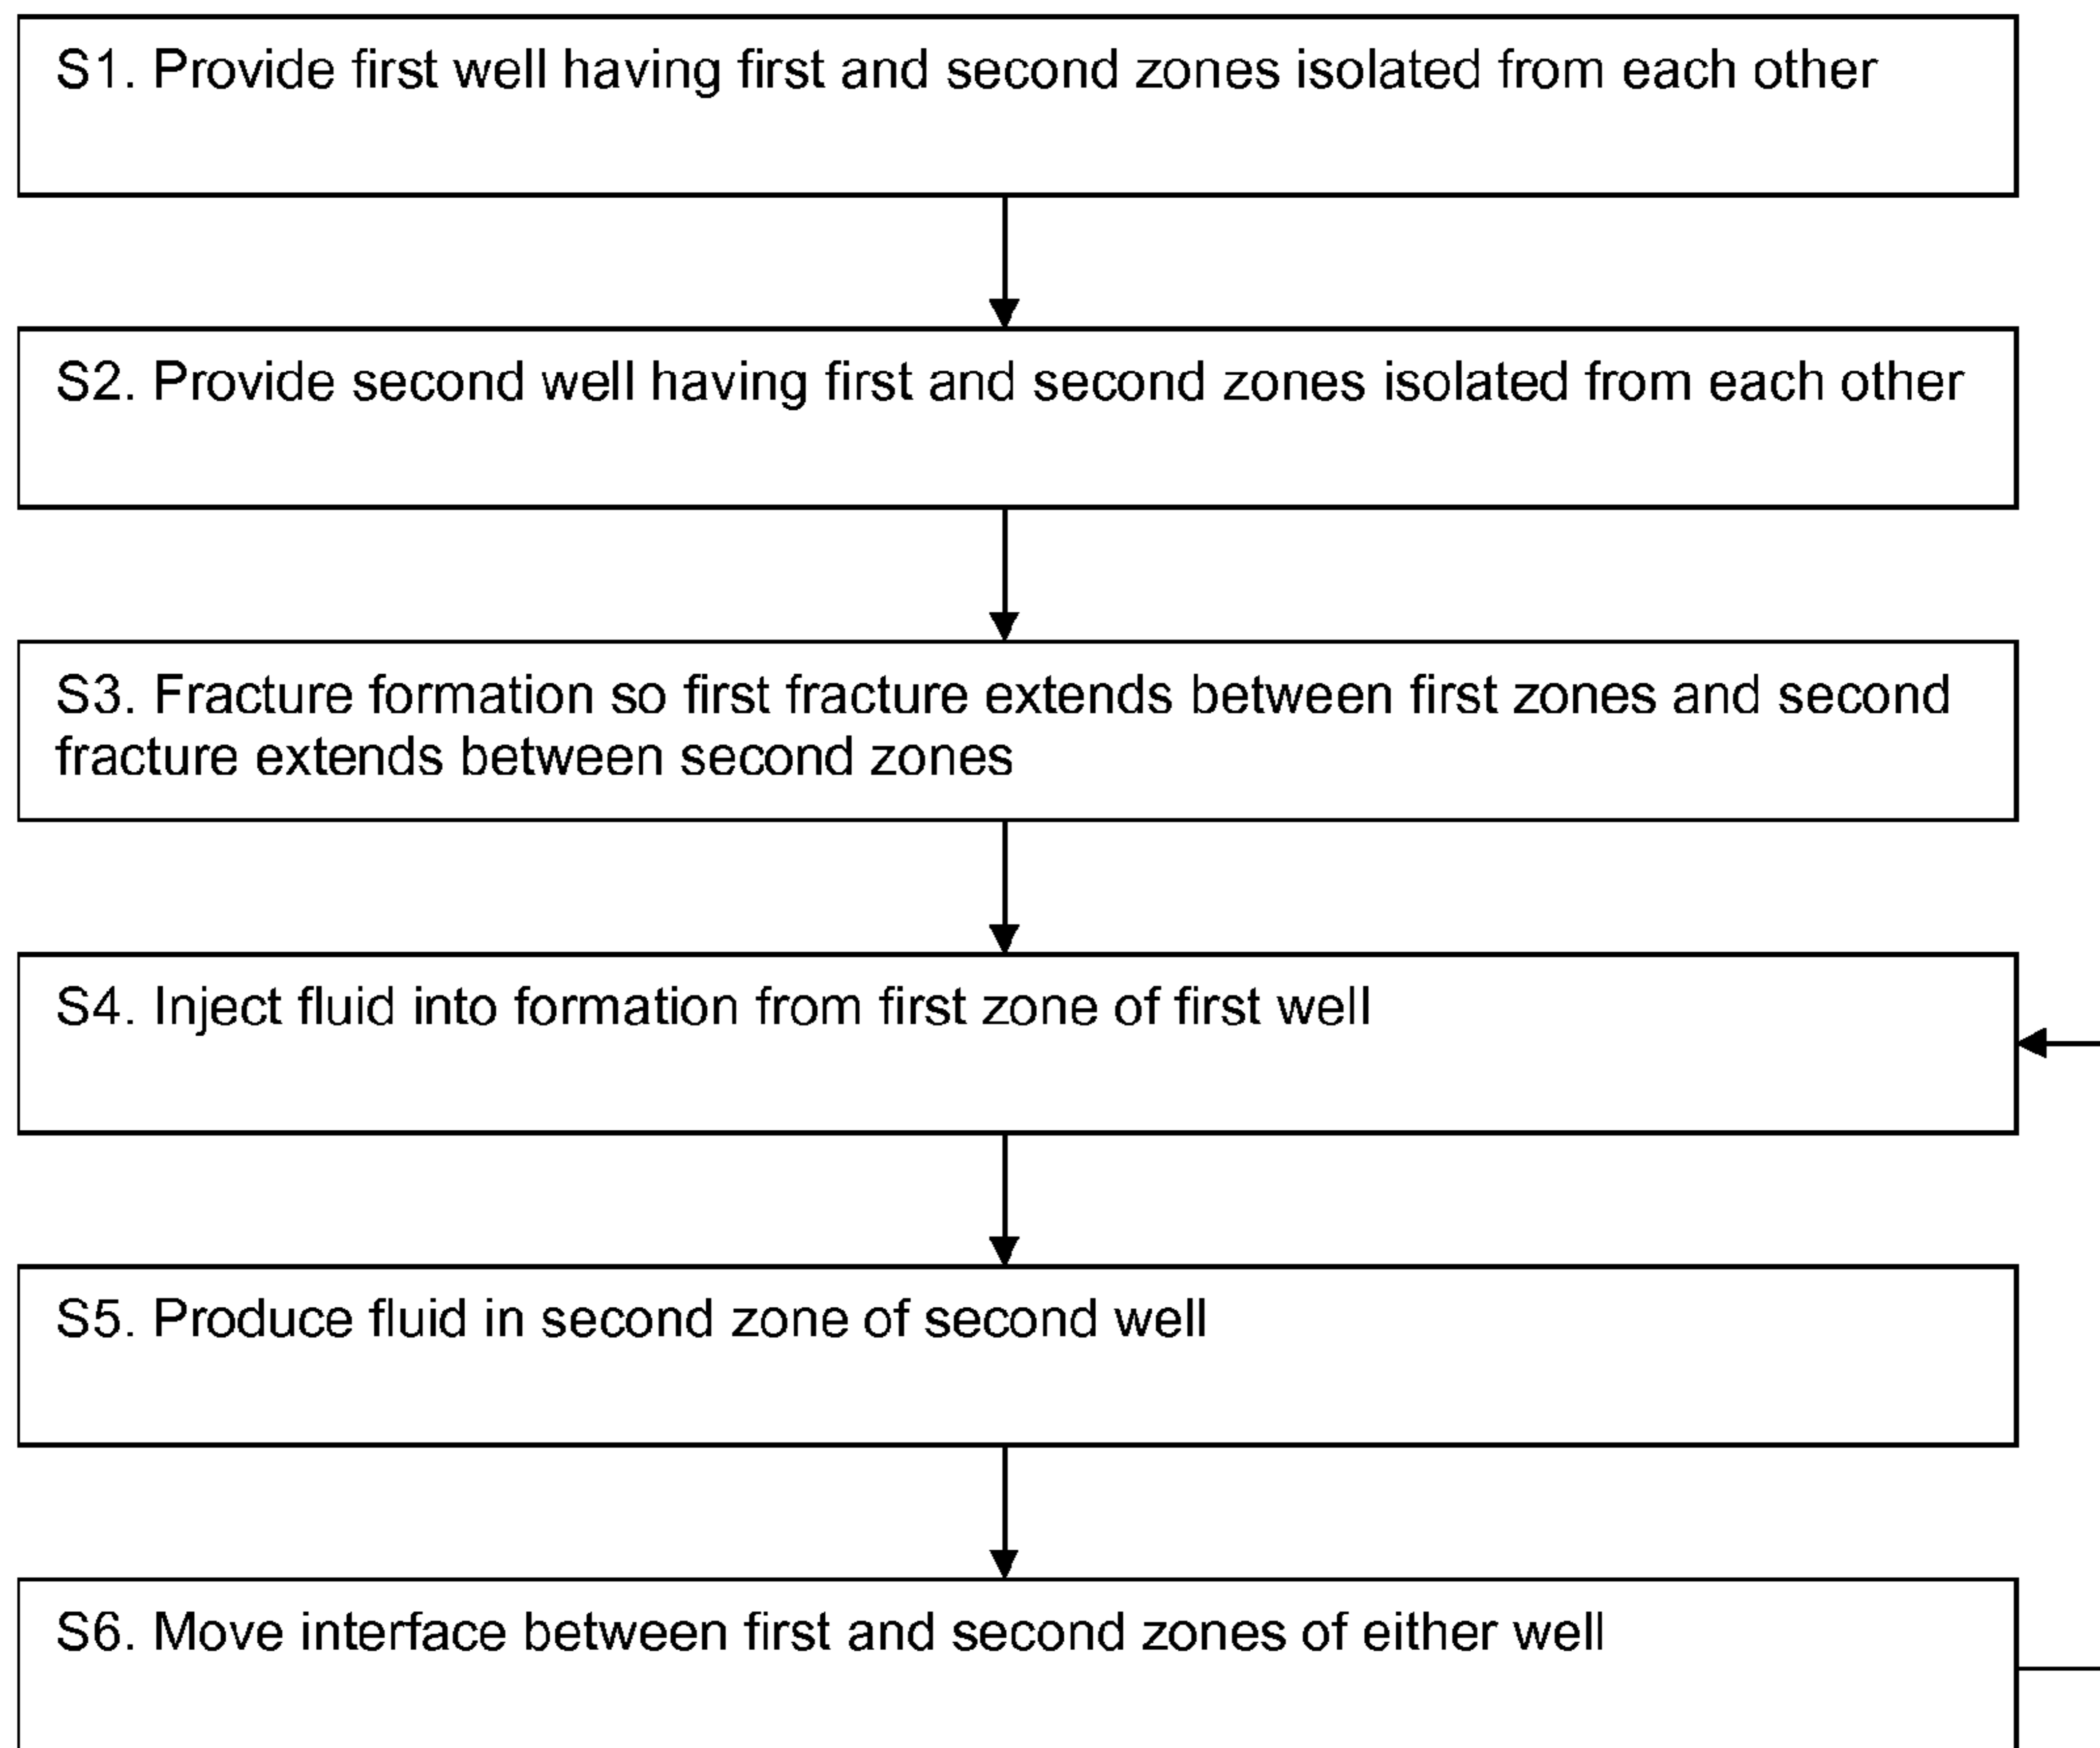 S1. Provide first well having first and second zones isolated from each other
S2. Provide second well having first and second zones isolated from each other
S3. Fracture formation so first fracture extends between first zones and second
fracture extends between second zones
S4. Inject fluid into formation from first zone of first well
S5. Produce fluid in second zone of second well
S6. Move interface between first and second zones of either well